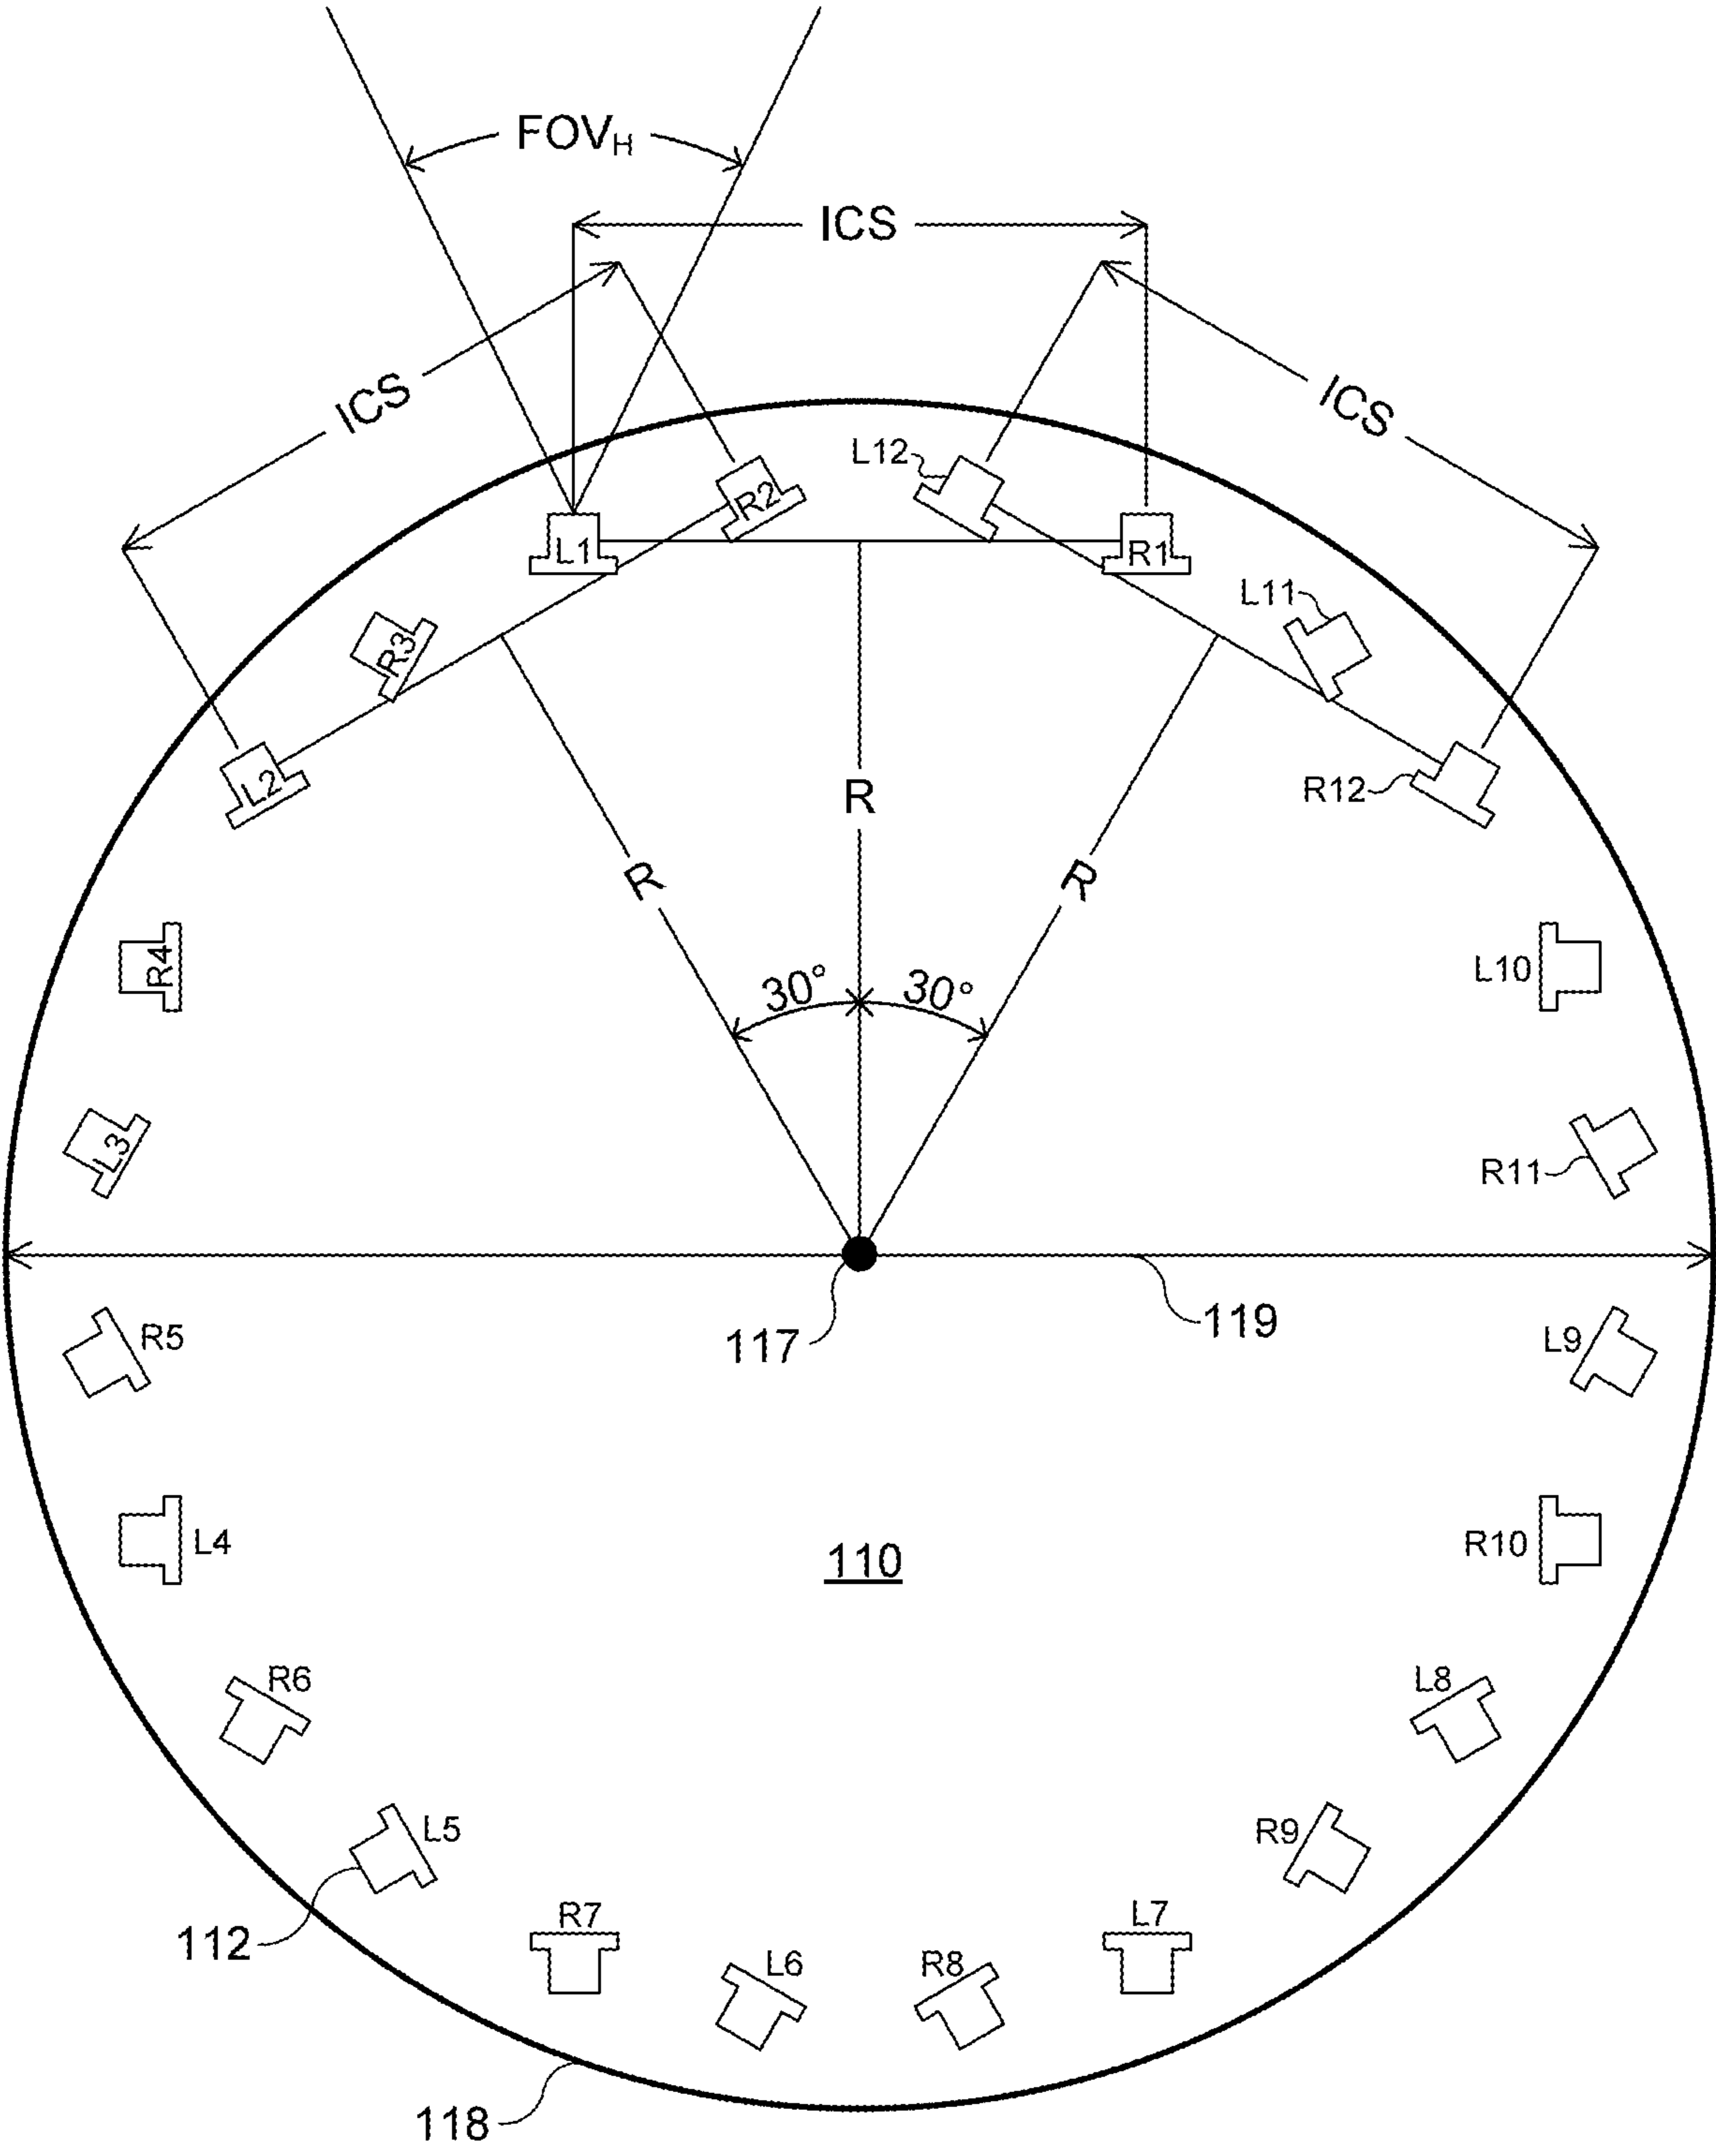 FOVH
ICS
ICS
ICS
L12
R2
L1
R1
L11
R3
L2
R12
R
R
R
R4
L10
30°
30°
L3
R11
117
119
R5
L9
L4
R10
110
R6
L8
L5
R9
112
R7
L7
L6
R8
118